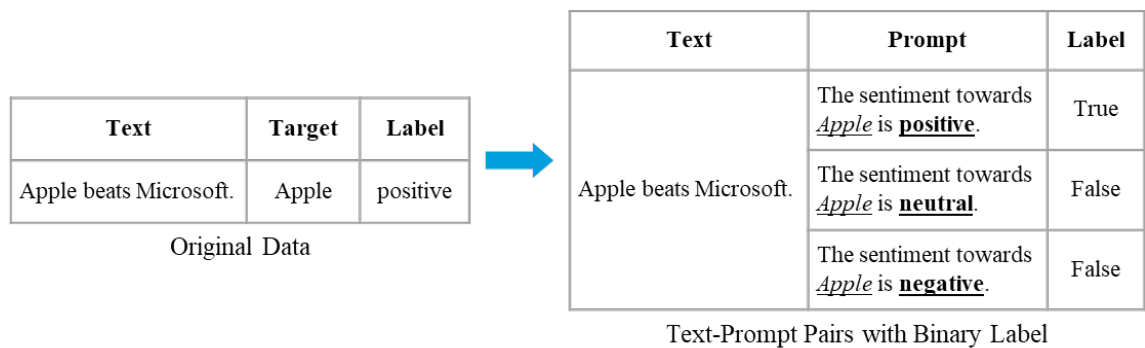 Text Target Label
Apple beats Microsoft. Apple positive
Original Data
Text Prompt Label
Apple beats Microsoft.
The sentiment towards
Apple is positive.
True
The sentiment towards
Apple is neutral.
False
The sentiment towards
Apple is negative.
False
Text-Prompt Pairs with Binary Label